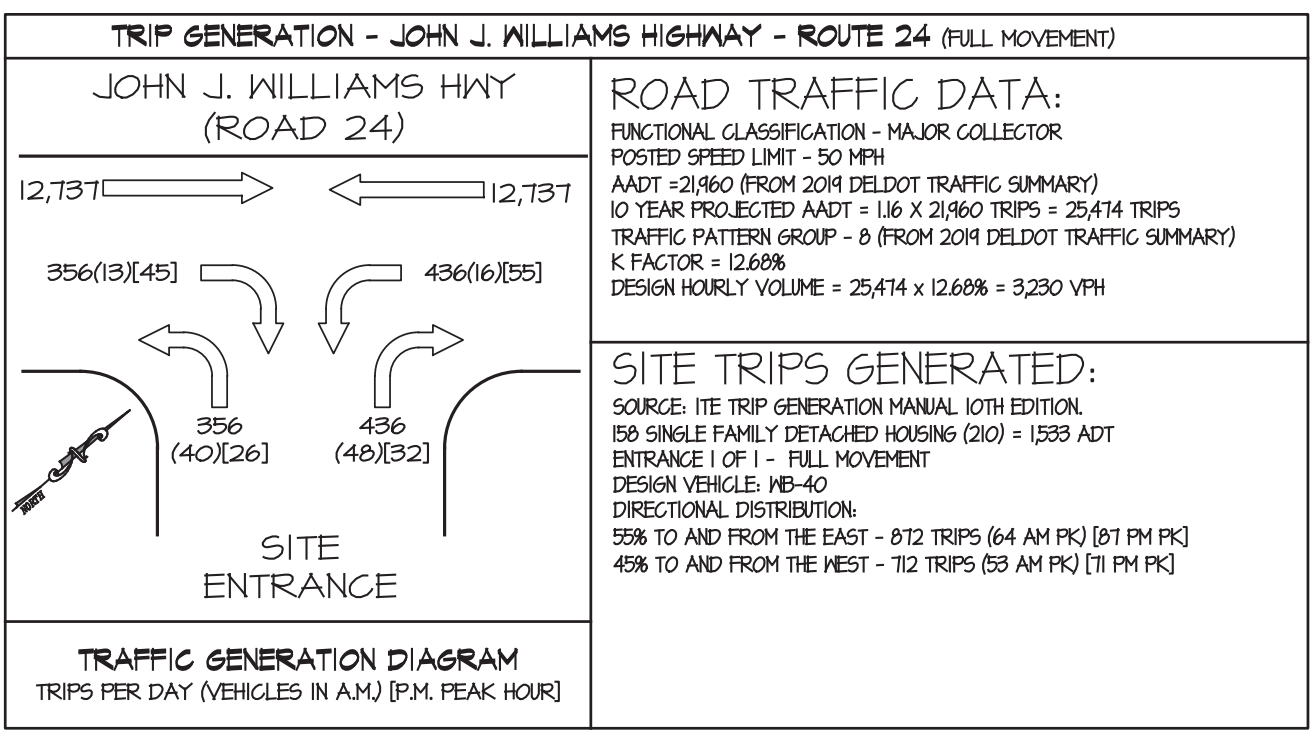 TRIP GENERATION - JOHN J. WILLIAMS HIGHWAY - ROUTE 24 (FULL MOVEMENT)
JOHN J. WILLIAMS HWY
(ROAD 24)
12,737
12,737
356(13)[45]
436(16)[55]
356
(40)[26]
436
(48)[32]
NORTH
SITE
ENTRANCE
TRAFFIC GENERATION DIAGRAM
TRIPS PER DAY (VEHICLES IN A.M.) [P.M. PEAK HOUR]
ROAD TRAFFIC DATA:
FUNCTIONAL CLASSIFICATION - MAJOR COLLECTOR
POSTED SPEED LIMIT - 50 MPH
AADT =21,960 (FROM 2019 DELDOT TRAFFIC SUMMARY)
10 YEAR PROJECTED AADT = 1.16 X 21,960 TRIPS = 25,474 TRIPS
TRAFFIC PATTERN GROUP - 8 (FROM 2019 DELDOT TRAFFIC SUMMARY)
K FACTOR = 12.68%
DESIGN HOURLY VOLUME = 25,474 x 12.68% = 3,230 VPH
SITE TRIPS GENERATED:
SOURCE: ITE TRIP GENERATION MANUAL 10TH EDITION.
158 SINGLE FAMILY DETACHED HOUSING (210) = 1,533 ADT
ENTRANCE 1 OF 1 - FULL MOVEMENT
DESIGN VEHICLE: WB-40
DIRECTIONAL DISTRIBUTION:
55% TO AND FROM THE EAST - 872 TRIPS (64 AM PK) [87 PM PK]
45% TO AND FROM THE WEST - 712 TRIPS (53 AM PK) [71 PM PK]